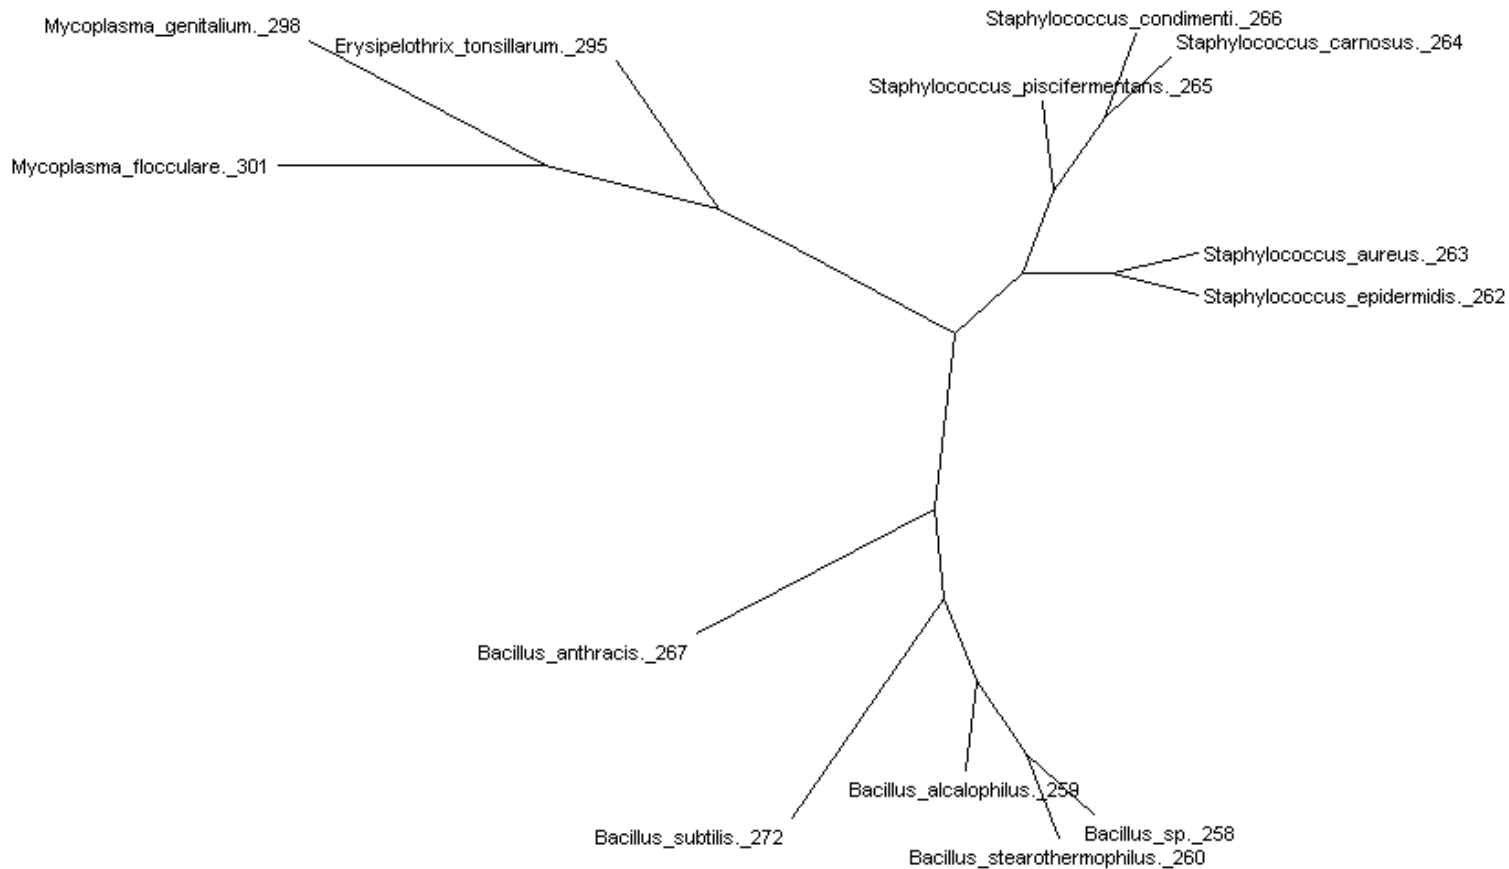 Staphylococcus_condimenti._266
Mycoplasma_genitalium._298
Staphylococcus_carnosus._264
Erysipelothrix_tonsillarum._295
Staphylococcus_piscifermentans._265
Mycoplasma_flocculare._301
Staphylococcus_aureus._263
Staphylococcus_epidermidis._262
Bacillus_anthracis._267
Bacillus_alcalophilus._259
Bacillus_sp._258
Bacillus_subtilis._272
Bacillus_stearothermophilus._260